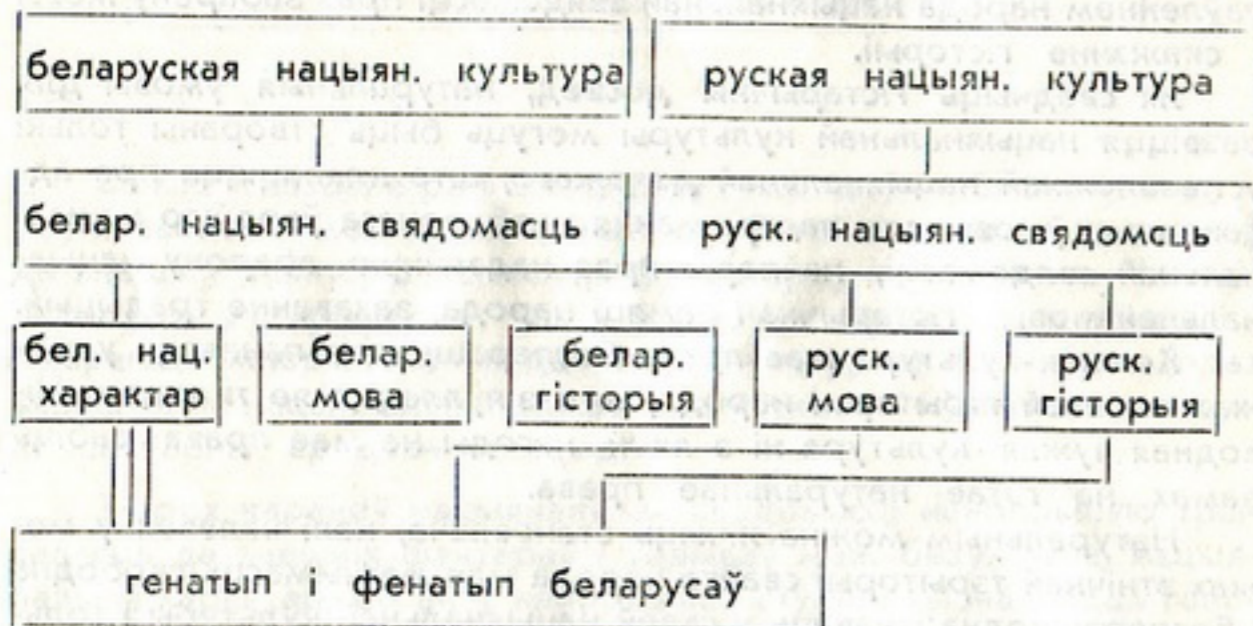 беларуская нацыян. культура руская нацыян. культура
белар. нацыян. свядомасць руск. нацыян. свядомсць
бел. нац. белар. белар. руск. руск.
характар мова гісторыя мова гісторыя
генатып і фенатып беларусаў